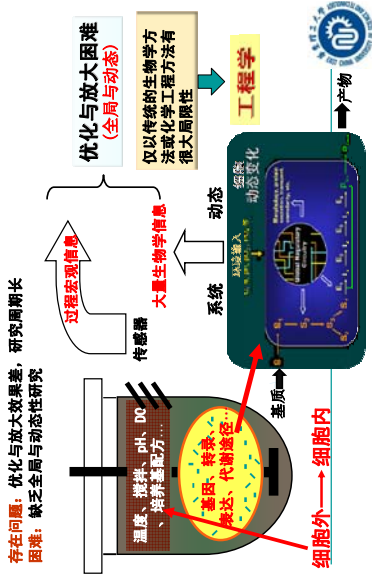 存在问题：优化与放大效果差，研究周期长
困难：缺乏全局与动态性研究
温度、搅拌、pH、DO
、培养基配方…
基因、转录、
表达、代谢途径…
细胞外
细胞内
传感器
过程宏观信息
大量生物学信息
系统
动态
优化与放大困难
(全局与动态)
仅以传统的生物学方
法或化学工程方法有
很大局限性
工程学
基质
环境输入
细胞
动态变化
产物